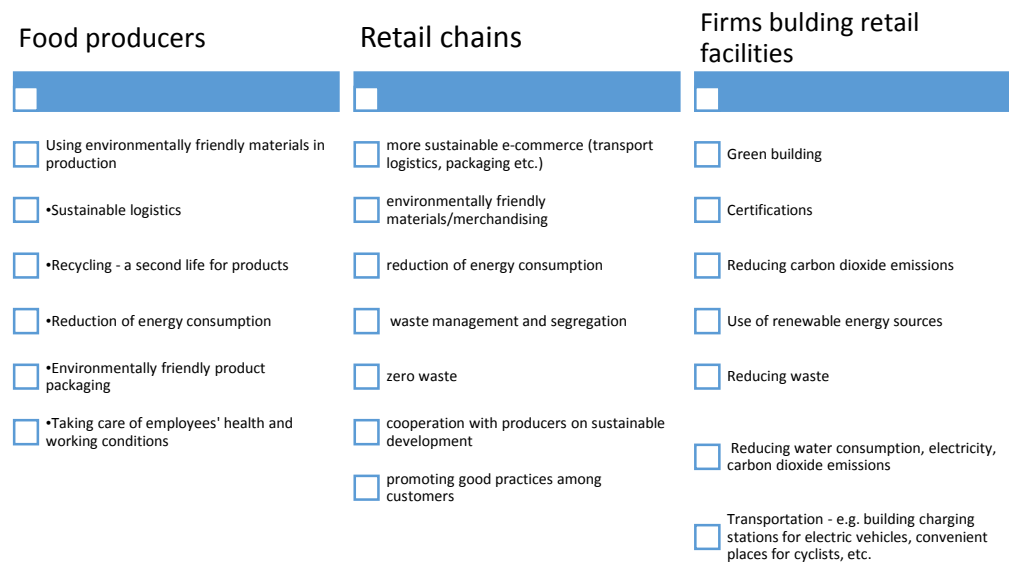 Food producers
Using environmentally friendly materials in
production
•Sustainable logistics
•Recycling - a second life for products
•Reduction of energy consumption
•Environmentally friendly product
packaging
•Taking care of employees' health and
working conditions
Retail chains
more sustainable e-commerce (transport
logistics, packaging etc.)
environmentally friendly
materials/merchandising
reduction of energy consumption
waste management and segregation
zero waste
cooperation with producers on sustainable
development
promoting good practices among
customers
Firms bulding retail
facilities
Green building
Certifications
Reducing carbon dioxide emissions
Use of renewable energy sources
Reducing waste
Reducing water consumption, electricity,
carbon dioxide emissions
Transportation - e.g. building charging
stations for electric vehicles, convenient
places for cyclists, etc.